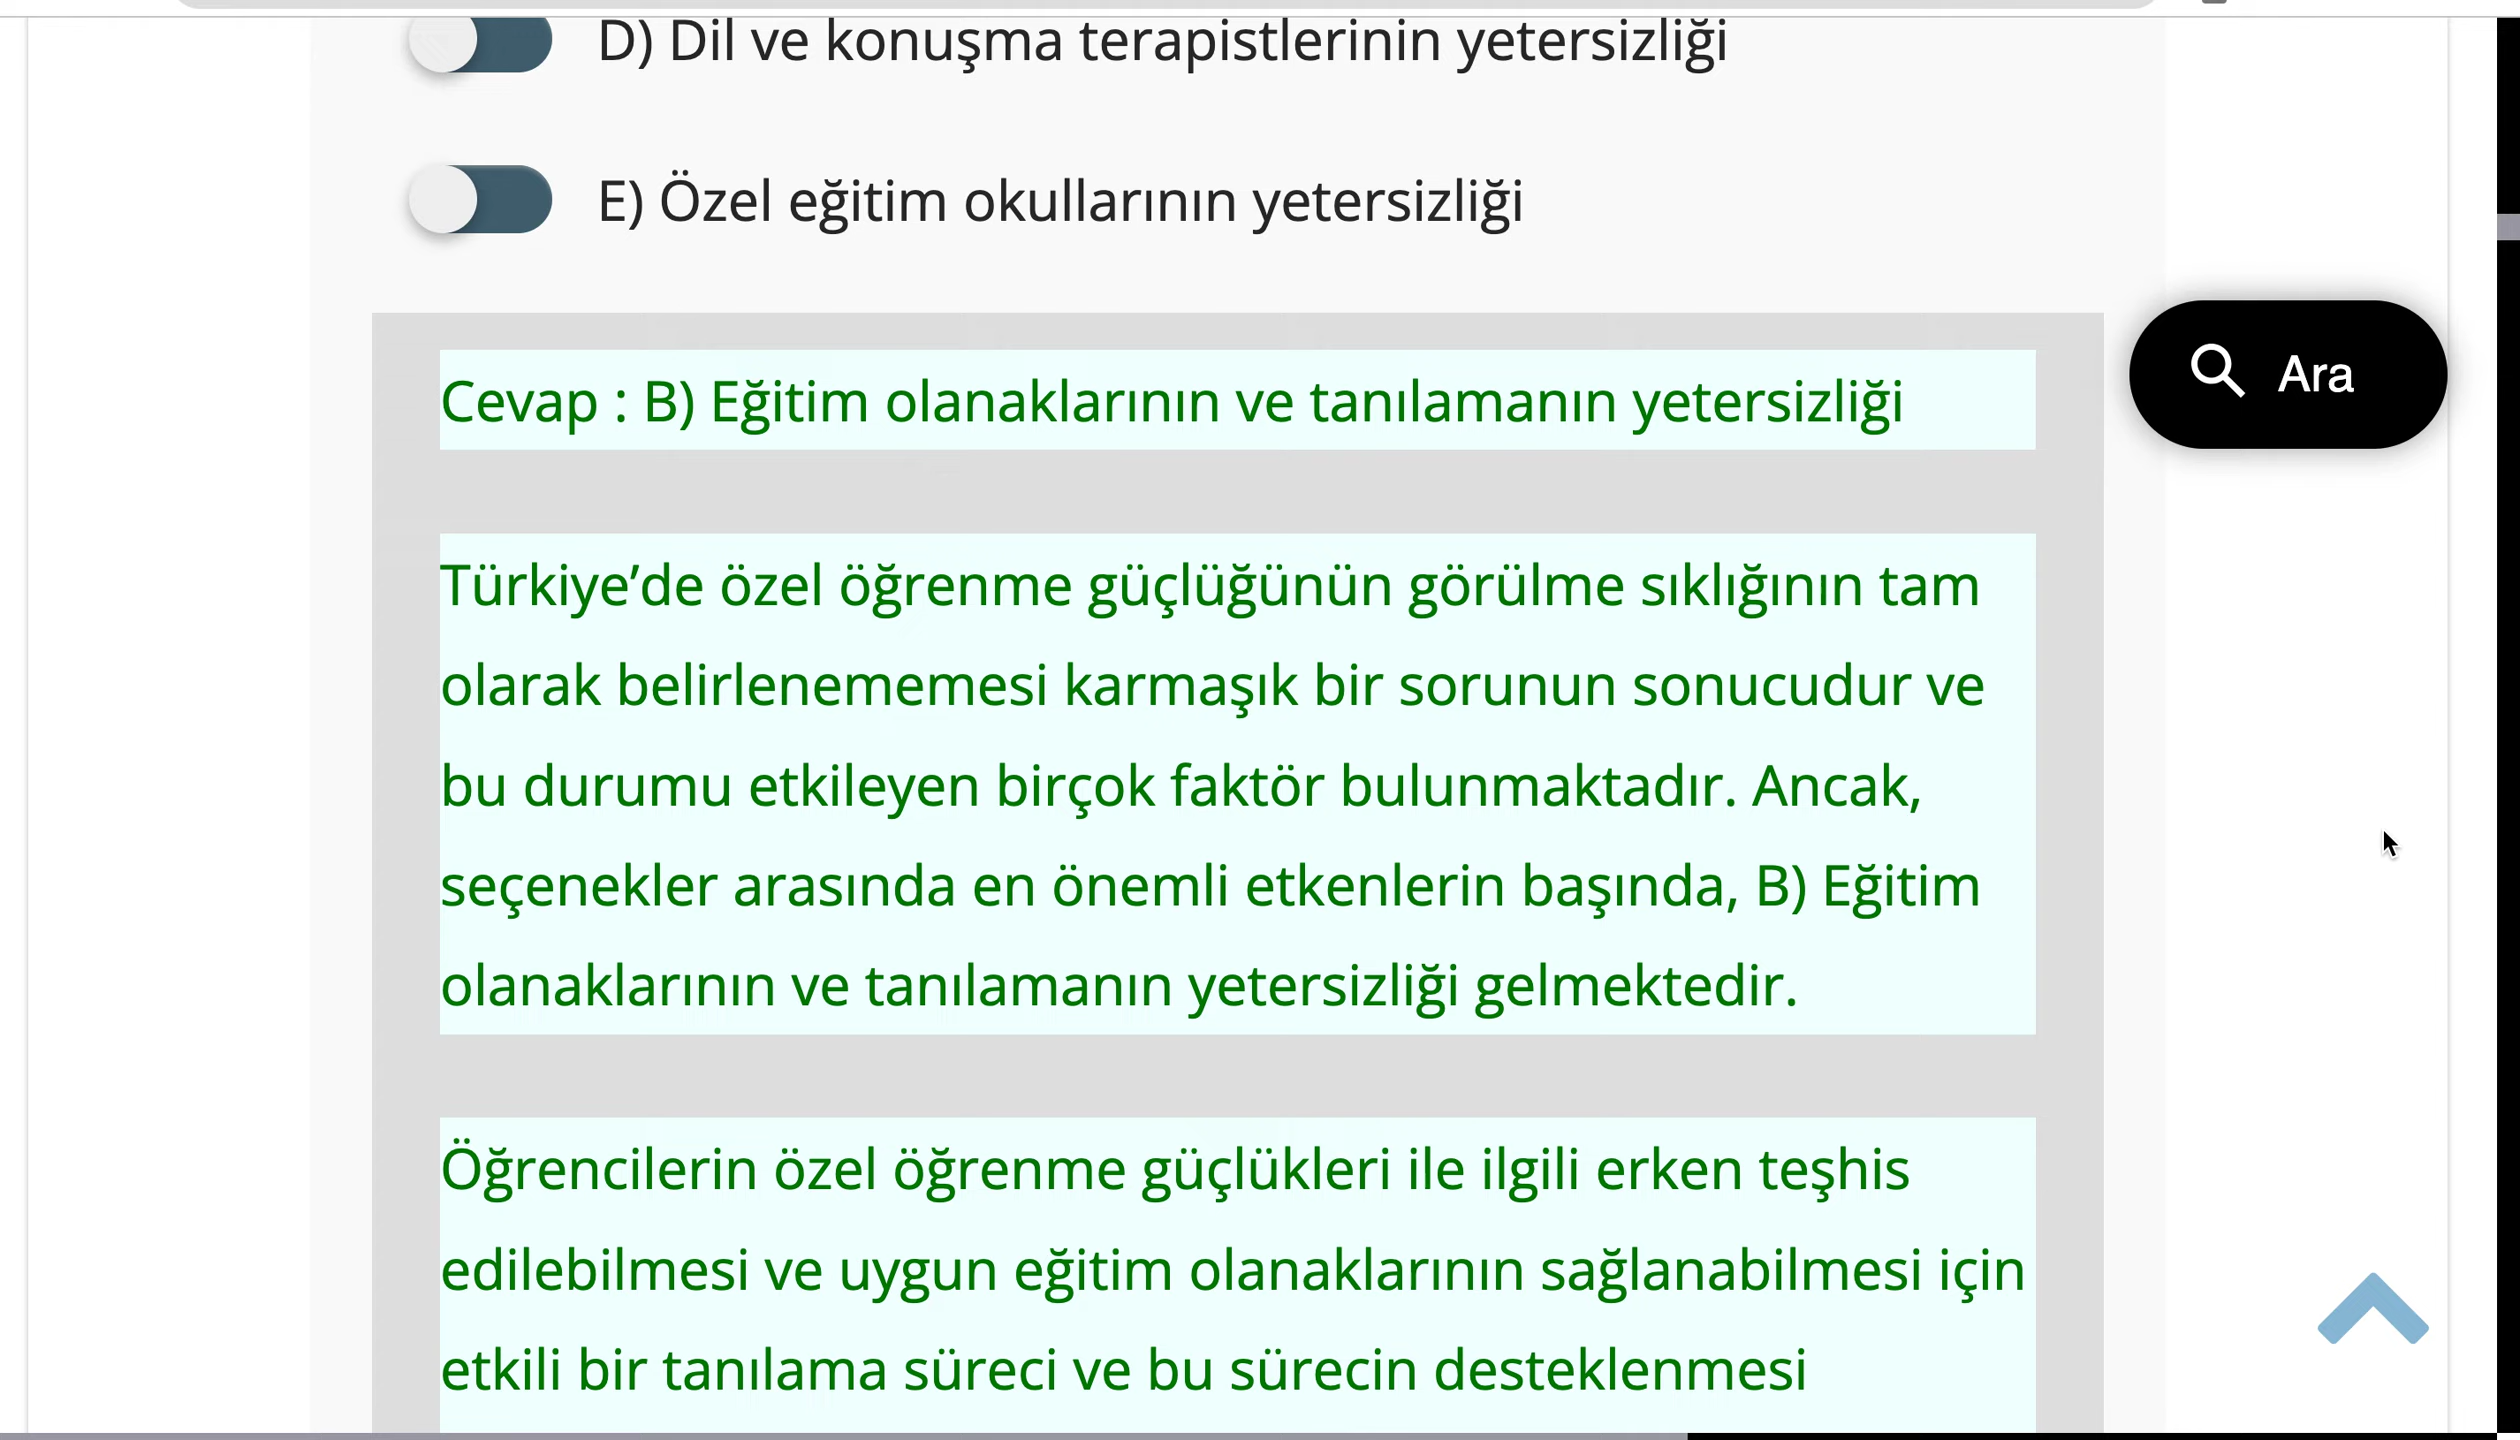 D) Dil ve konuşma terapistlerinin yetersizliği
E) Özel eğitim okullarının yetersizliği
Ara
Cevap : B) Eğitim olanaklarının ve tanılamanın yetersizliği
Türkiye’de özel öğrenme güçlüğünün görülme sıklığının tam
olarak belirlenememesi karmaşık bir sorunun sonucudur ve
bu durumu etkileyen birçok faktör bulunmaktadır. Ancak,
seçenekler arasında en önemli etkenlerin başında, B) Eğitim
olanaklarının ve tanılamanın yetersizliği gelmektedir.
Öğrencilerin özel öğrenme güçlükleri ile ilgili erken teşhis
edilebilmesi ve uygun eğitim olanaklarının sağlanabilmesi için
etkili bir tanılama süreci ve bu sürecin desteklenmesi